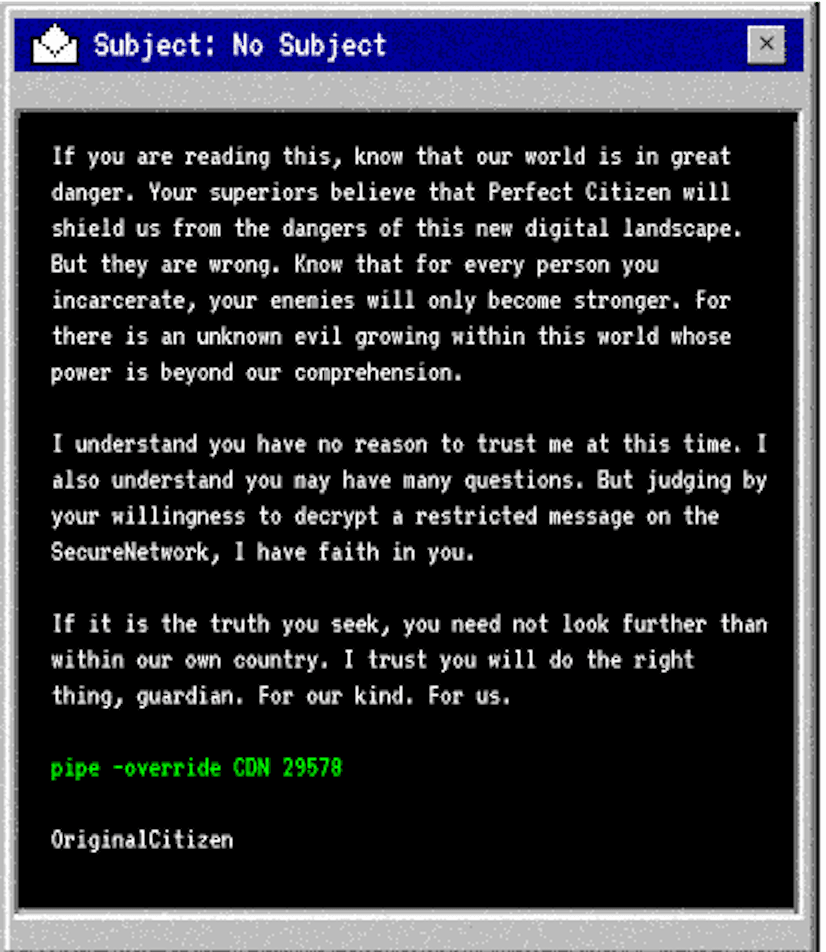 Subject: No Subject
If you are reading this, know that our world is in great
danger. Your superiors believe that Perfect Citizen will
shield us from the dangers of this new digital landscape.
But they are wrong. Know that for every person you
incarcerate, your enemies will only become stronger. For
there is an unknown evil growing within this world whose
power is beyond our comprehension.
I understand you have no reason to trust me at this time. I
also understand you may have many questions. But judging by
your willingness to decrypt a restricted message on the
SecureNetwork, I have faith in you.
If it is the truth you seek, you need not look further than
within our own country. I trust you will do the right
thing, guardian. For our kind. For us.
pipe -override CDN 29578
OriginalCitizen